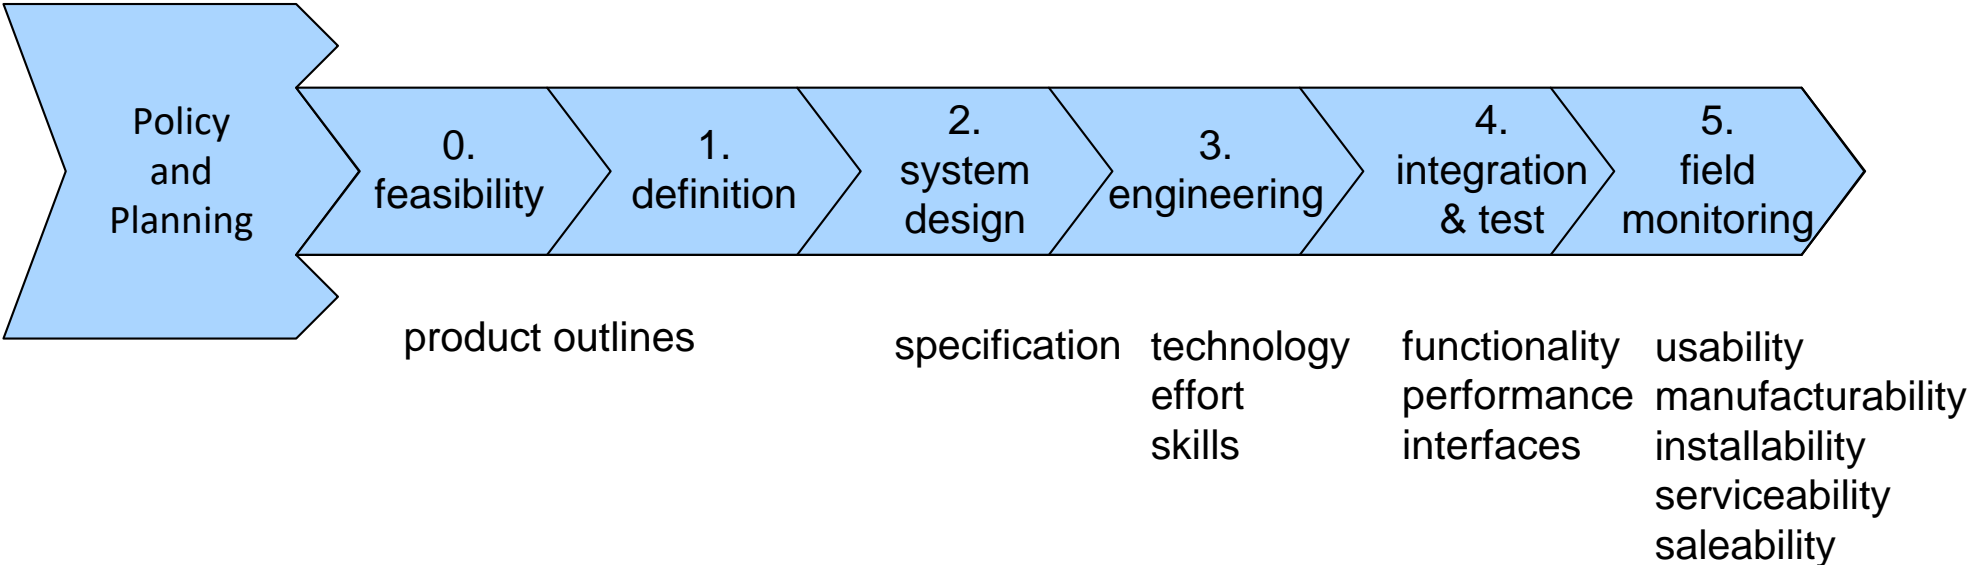 Policy
and
Planning
0.
feasibility
1.
definition
2.
system
design
3.
engineering
4.
integration
& test
5.
field
monitoring
product outlines
specification
technology
effort
skills
functionality
performance
interfaces
usability
manufacturability
installability
serviceability
saleability